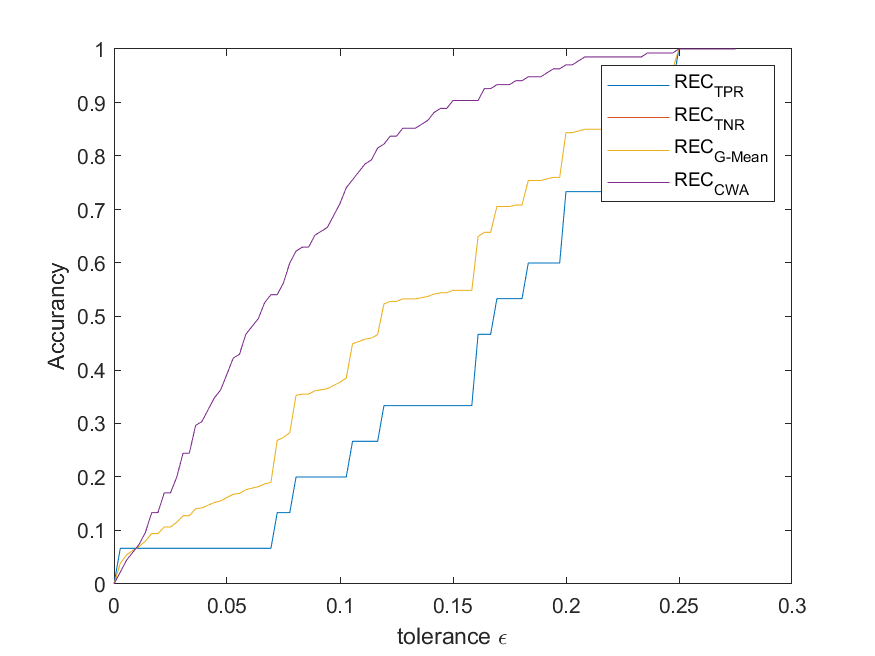 1
0.9
0.8
0.7
0.6
0.5
0.4
0.3
0.2
0.1
0
Accurancy
REC_TPR
REC_TNR
REC_G-Mean
REC_CWA
0 0.05 0.1 0.15 0.2 0.25 0.3
tolerance ϵ